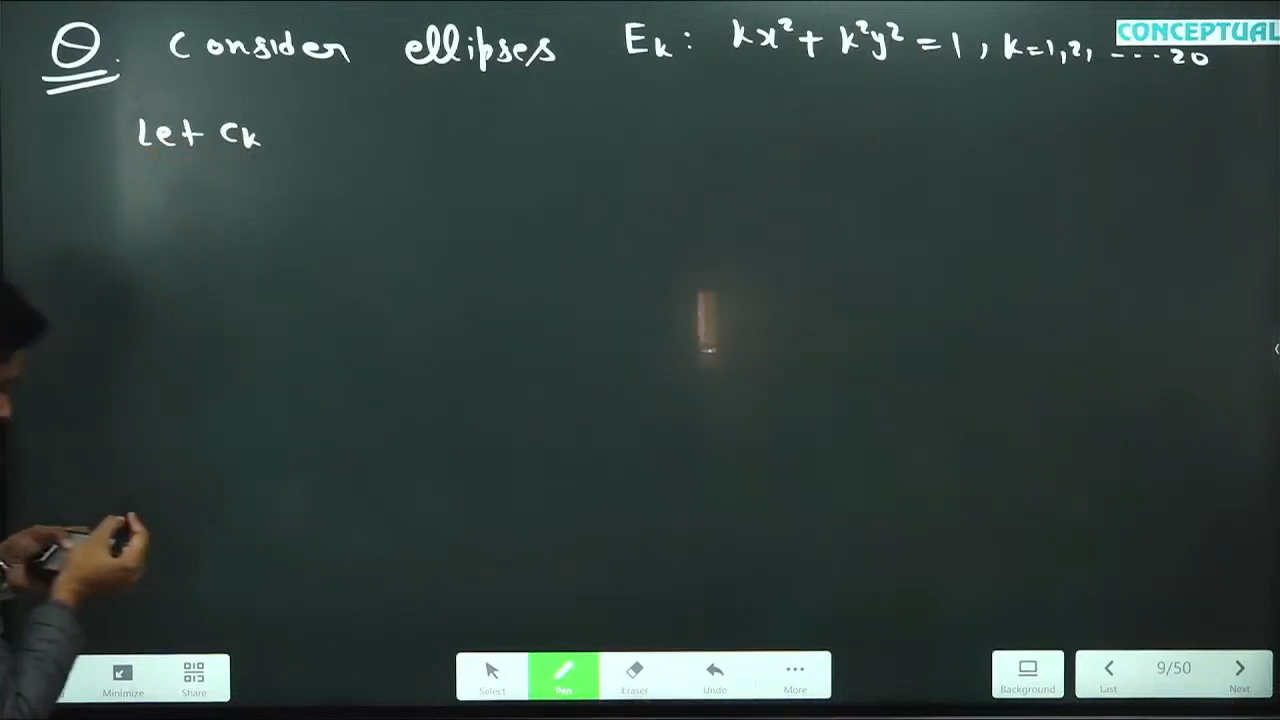 Q. Consider ellipses Ek: kx²+ k²y² = 1, k=1,2, ....20
CONCEPTUAL
Let Ck
Minimize
Share
Select
Pen
Eraser
Undo
More
Background
Last
9/50
Next